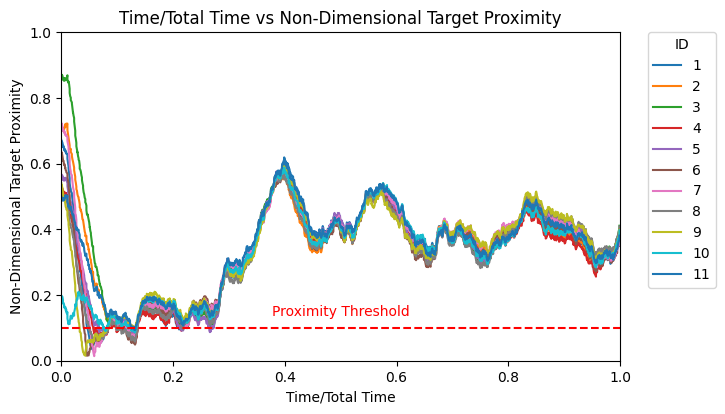 Time/Total Time vs Non-Dimensional Target Proximity
Non-Dimensional Target Proximity
1.0
0.8
0.6
0.4
0.2
0.0
Proximity Threshold
0.0 0.2 0.4 0.6 0.8 1.0
Time/Total Time
ID
1
2
3
4
5
6
7
8
9
10
11